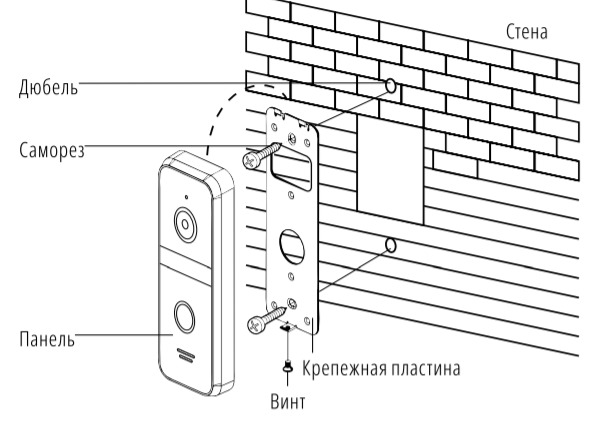 Стена
Дюбель
Саморез
Панель
Крепежная пластина
Винт